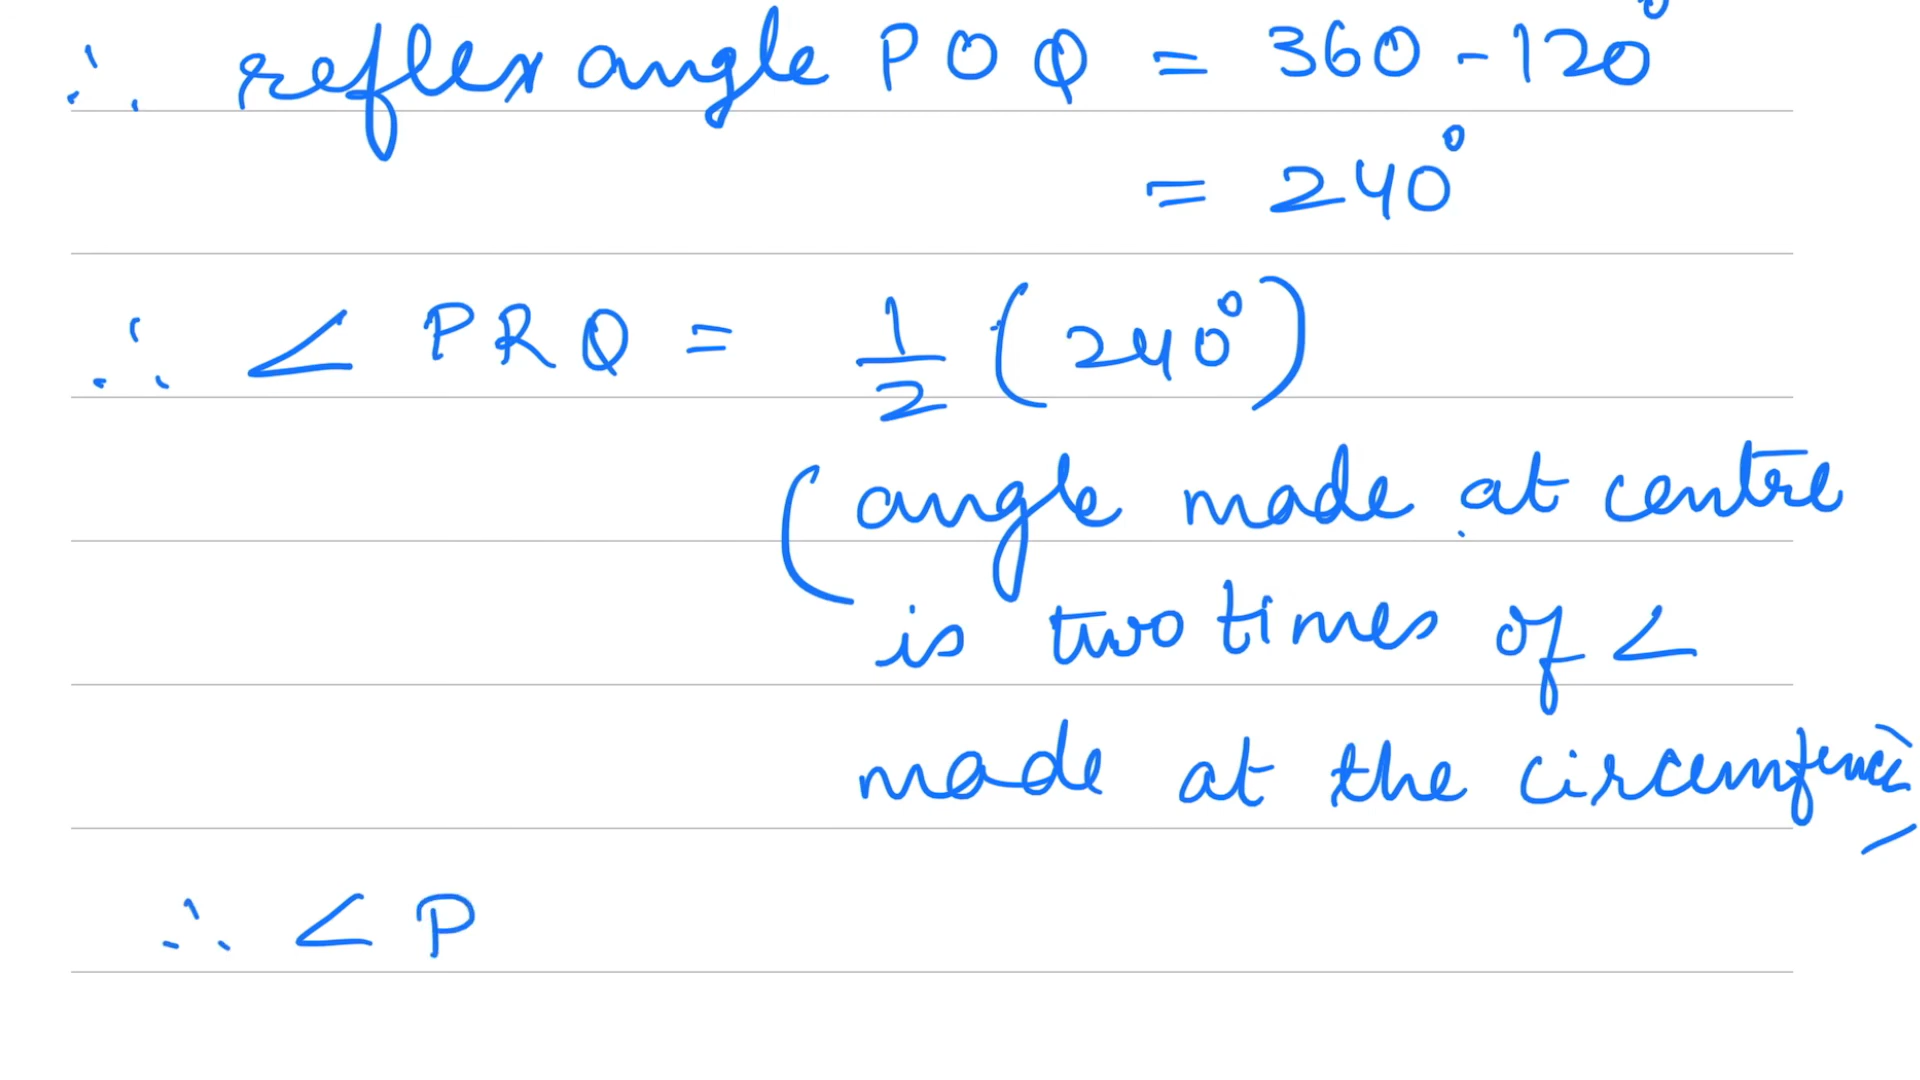 ∴ reflex angle POQ = 360 - 120°
= 240°
∴ ∠ PRQ = 1/2 (240°)
(angle made at centre
is two times of ∠
made at the circumference)
∴ ∠ P